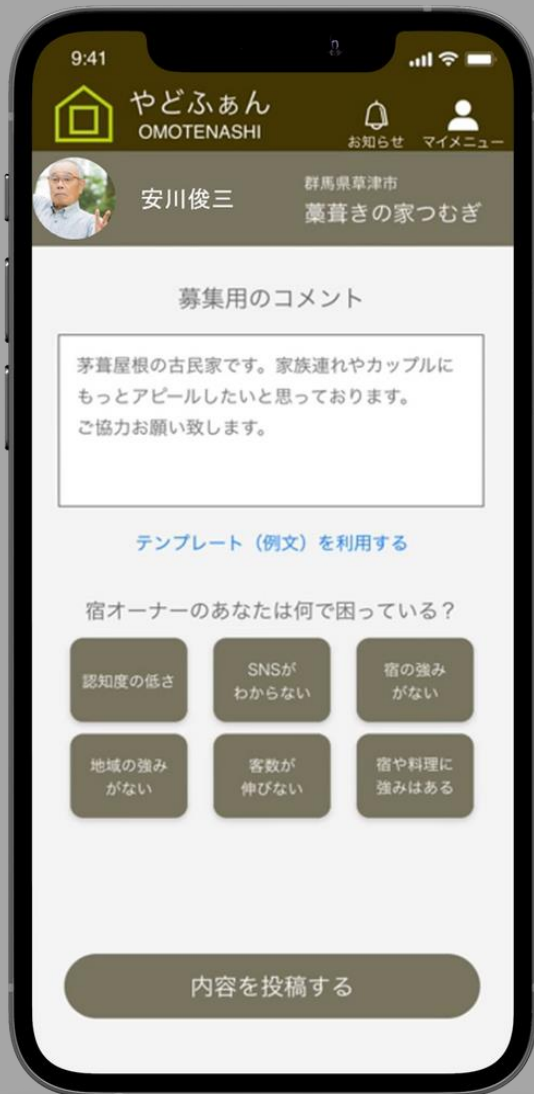 9:41
やどふぁん
OMOTENASHI
お知らせ
マイメニュー
安川俊三
群馬県草津市
藁葺きの家つむぎ
募集用のコメント
茅葺屋根の古民家です。家族連れやカップルに
もっとアピールしたいと思っております。
ご協力お願い致します。
テンプレート（例文）を利用する
宿オーナーのあなたは何で困っている？
認知度の低さ
SNSが
わからない
宿の強み
がない
地域の強み
がない
客数が
伸びない
宿や料理に
強みはある
内容を投稿する